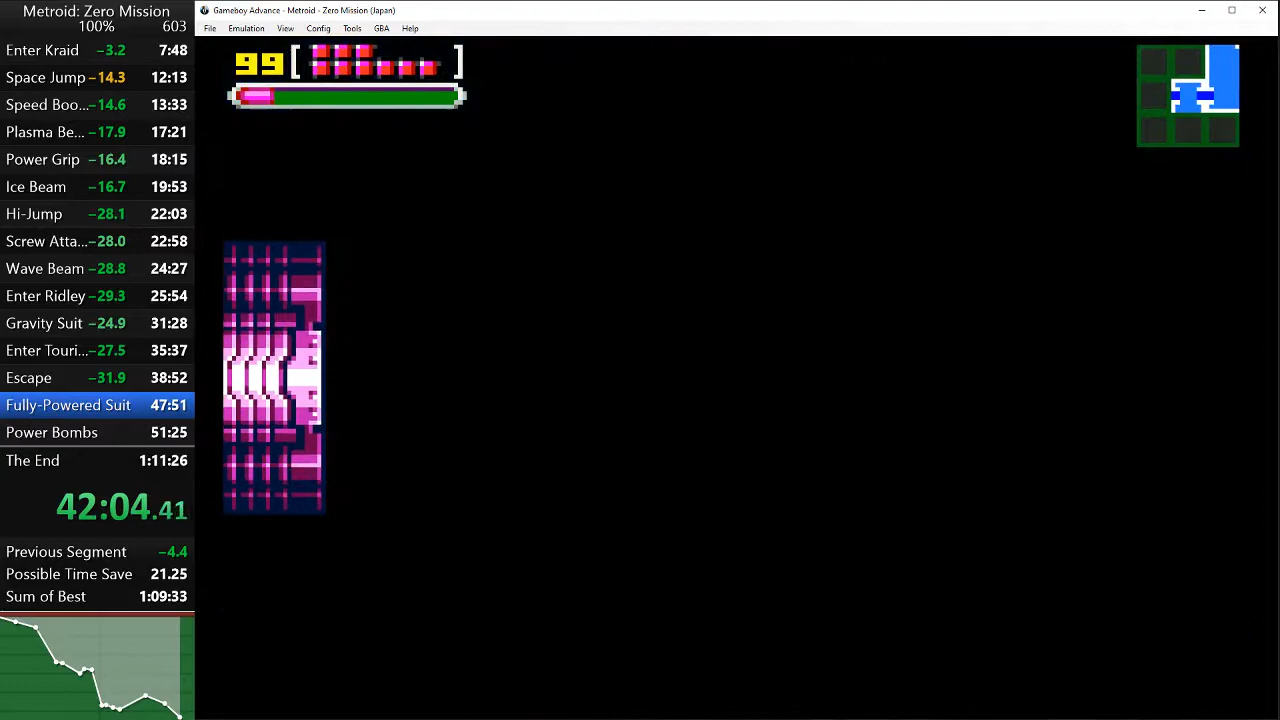 Metroid: Zero Mission
100% 603
Enter Kraid −3.2 7:48
Space Jump −14.3 12:13
Speed Boo... −14.6 13:33
Plasma Be... −17.9 17:21
Power Grip −16.4 18:15
Ice Beam −16.7 19:53
Hi-Jump −28.1 22:03
Screw Atta... −28.0 22:58
Wave Beam −28.8 24:27
Enter Ridley −29.3 25:54
Gravity Suit −24.9 31:28
Enter Touri... −27.5 35:37
Escape −31.9 38:52
Fully-Powered Suit 47:51
Power Bombs 51:25
The End 1:11:26
42:04.41
Previous Segment −4.4
Possible Time Save 21.25
Sum of Best 1:09:33
Gameboy Advance - Metroid - Zero Mission (Japan)
File Emulation View Config Tools GBA Help
99